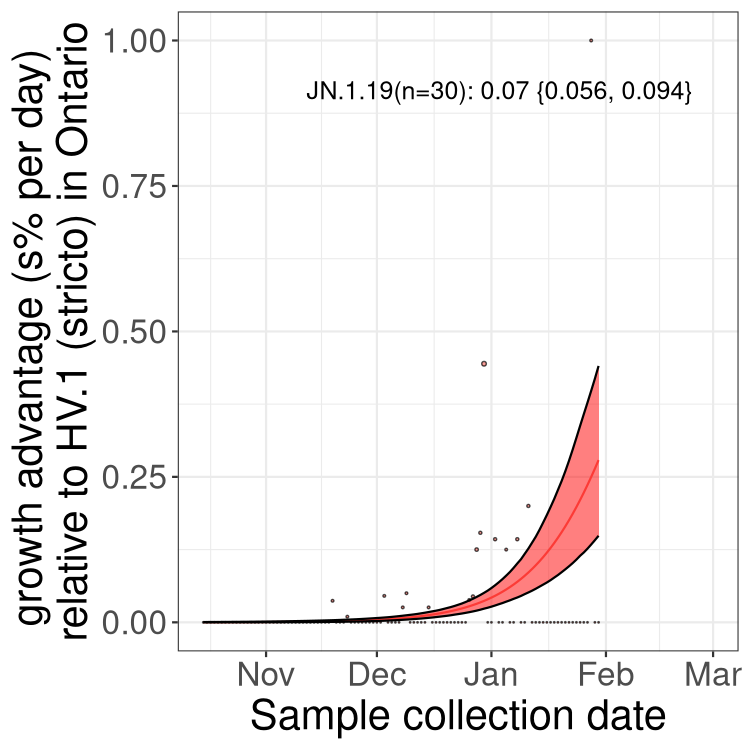 growth advantage (s% per day)
relative to HV.1 (stricto) in Ontario
1.00
JN.1.19(n=30): 0.07 {0.056, 0.094}
0.75
0.50
0.25
0.00
Nov Dec Jan Feb Mar
Sample collection date